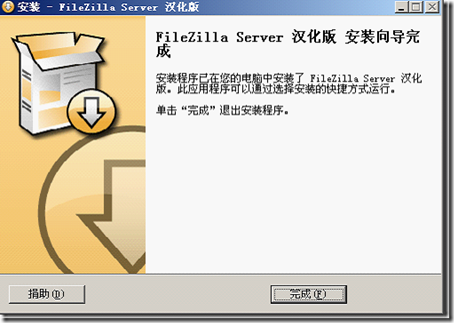 安装 - FileZilla Server 汉化版
FileZilla Server 汉化版 安装向导完
成
安装程序已在您的电脑中安装了 FileZilla Server 汉化
版。此应用程序可以通过选择安装的快捷方式运行。
单击“完成”退出安装程序。
捐助(D)
完成(F)